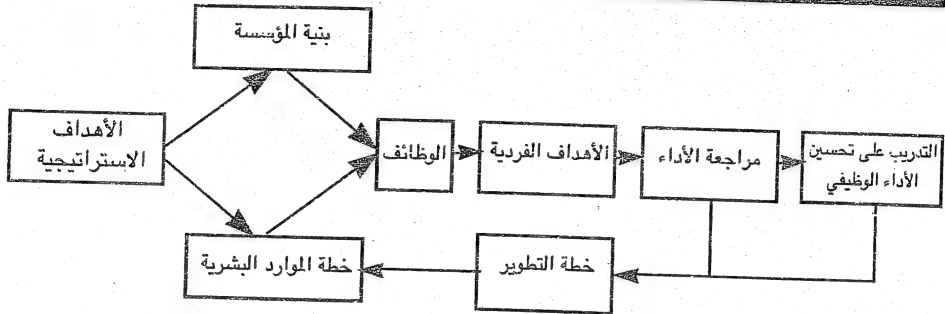 بنية المؤسسة
الأهداف
الاستراتيجية
الوظائف
الأهداف الفردية
مراجعة الأداء
التدريب على تحسين
الأداء الوظيفي
خطة الموارد البشرية
خطة التطوير